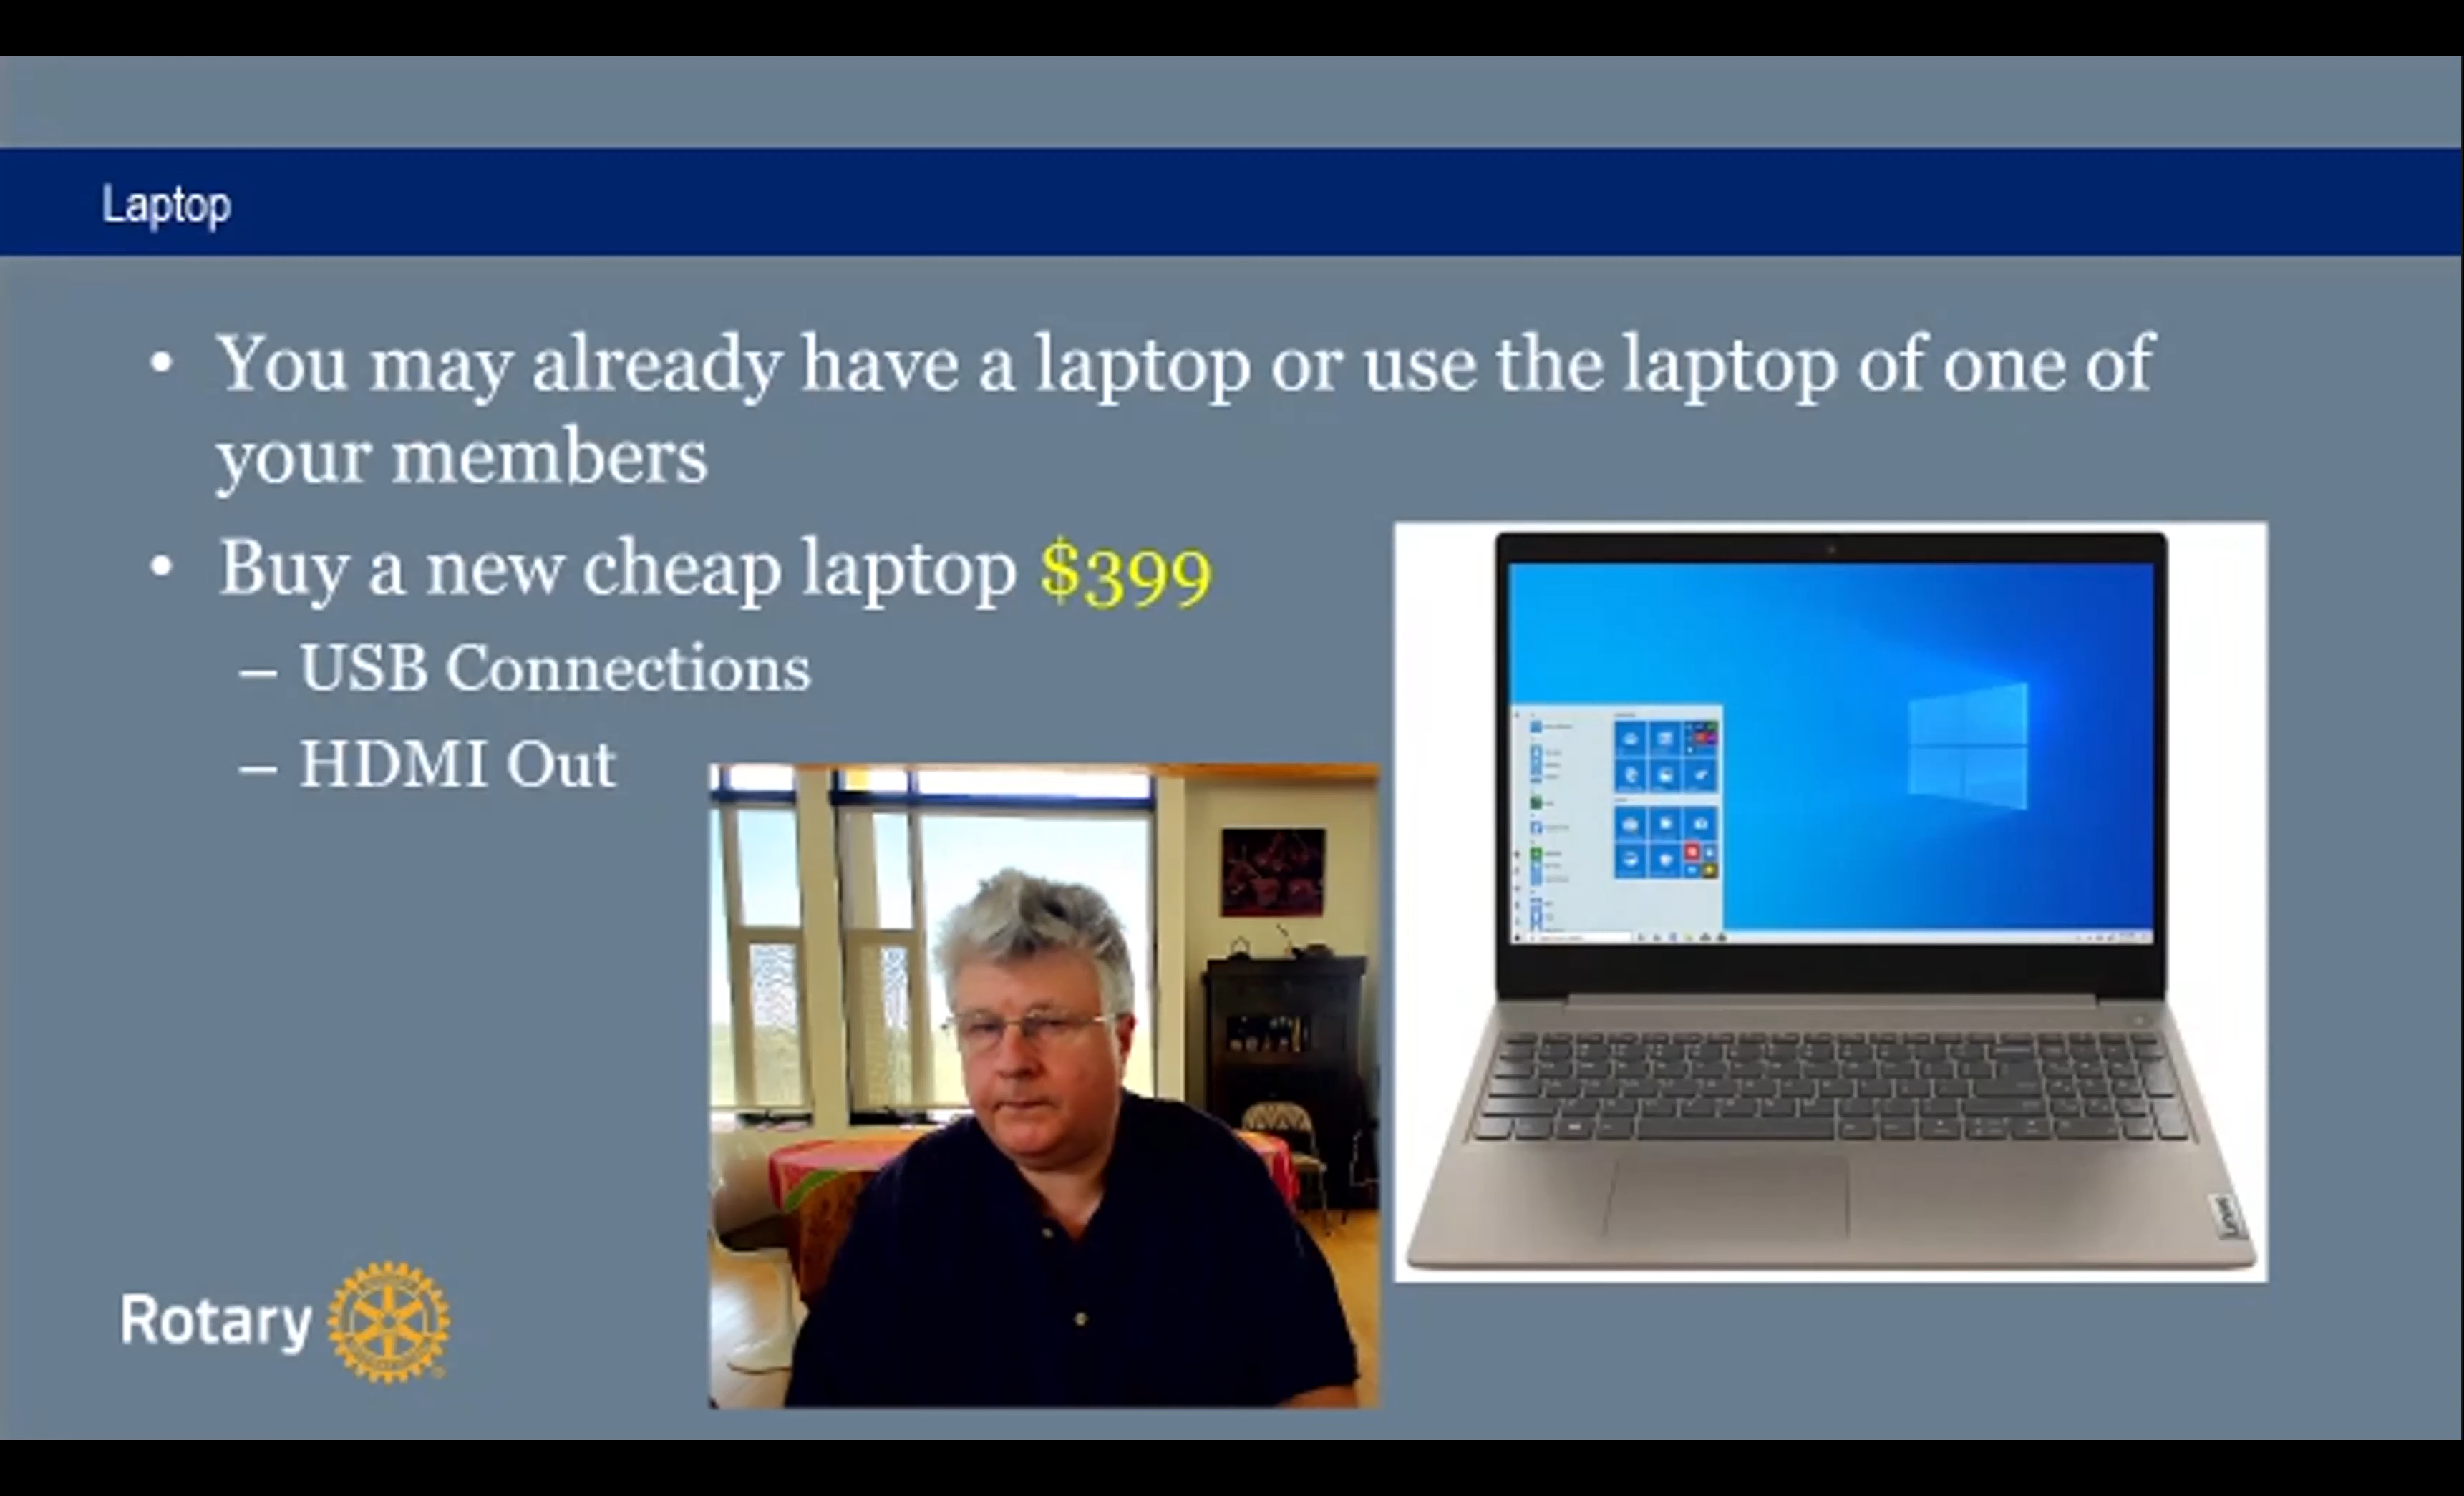 Laptop
• You may already have a laptop or use the laptop of one of
your members
• Buy a new cheap laptop $399
– USB Connections
– HDMI Out
Rotary
Lenovo